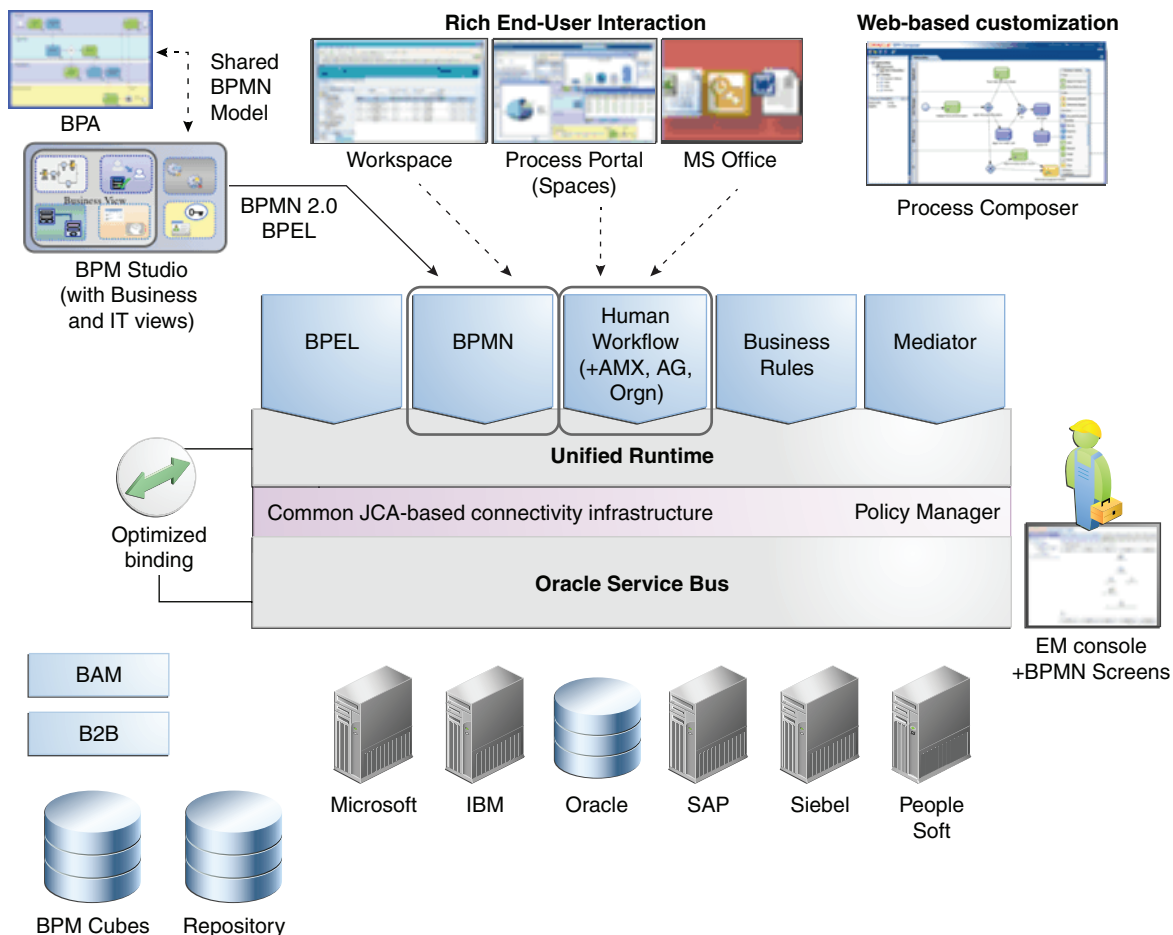 Rich End-User Interaction
Web-based customization
Shared
BPMN
Model
BPA
Workspace
Process Portal
(Spaces)
MS Office
Process Composer
Business View
BPMN 2.0
BPEL
BPM Studio
(with Business
and IT views)
BPEL
BPMN
Human
Workflow
(+AMX, AG,
Orgn)
Business
Rules
Mediator
Unified Runtime
Common JCA-based connectivity infrastructure
Policy Manager
Optimized
binding
Oracle Service Bus
EM console
+BPMN Screens
BAM
B2B
Microsoft
IBM
Oracle
SAP
Siebel
People
Soft
BPM Cubes
Repository